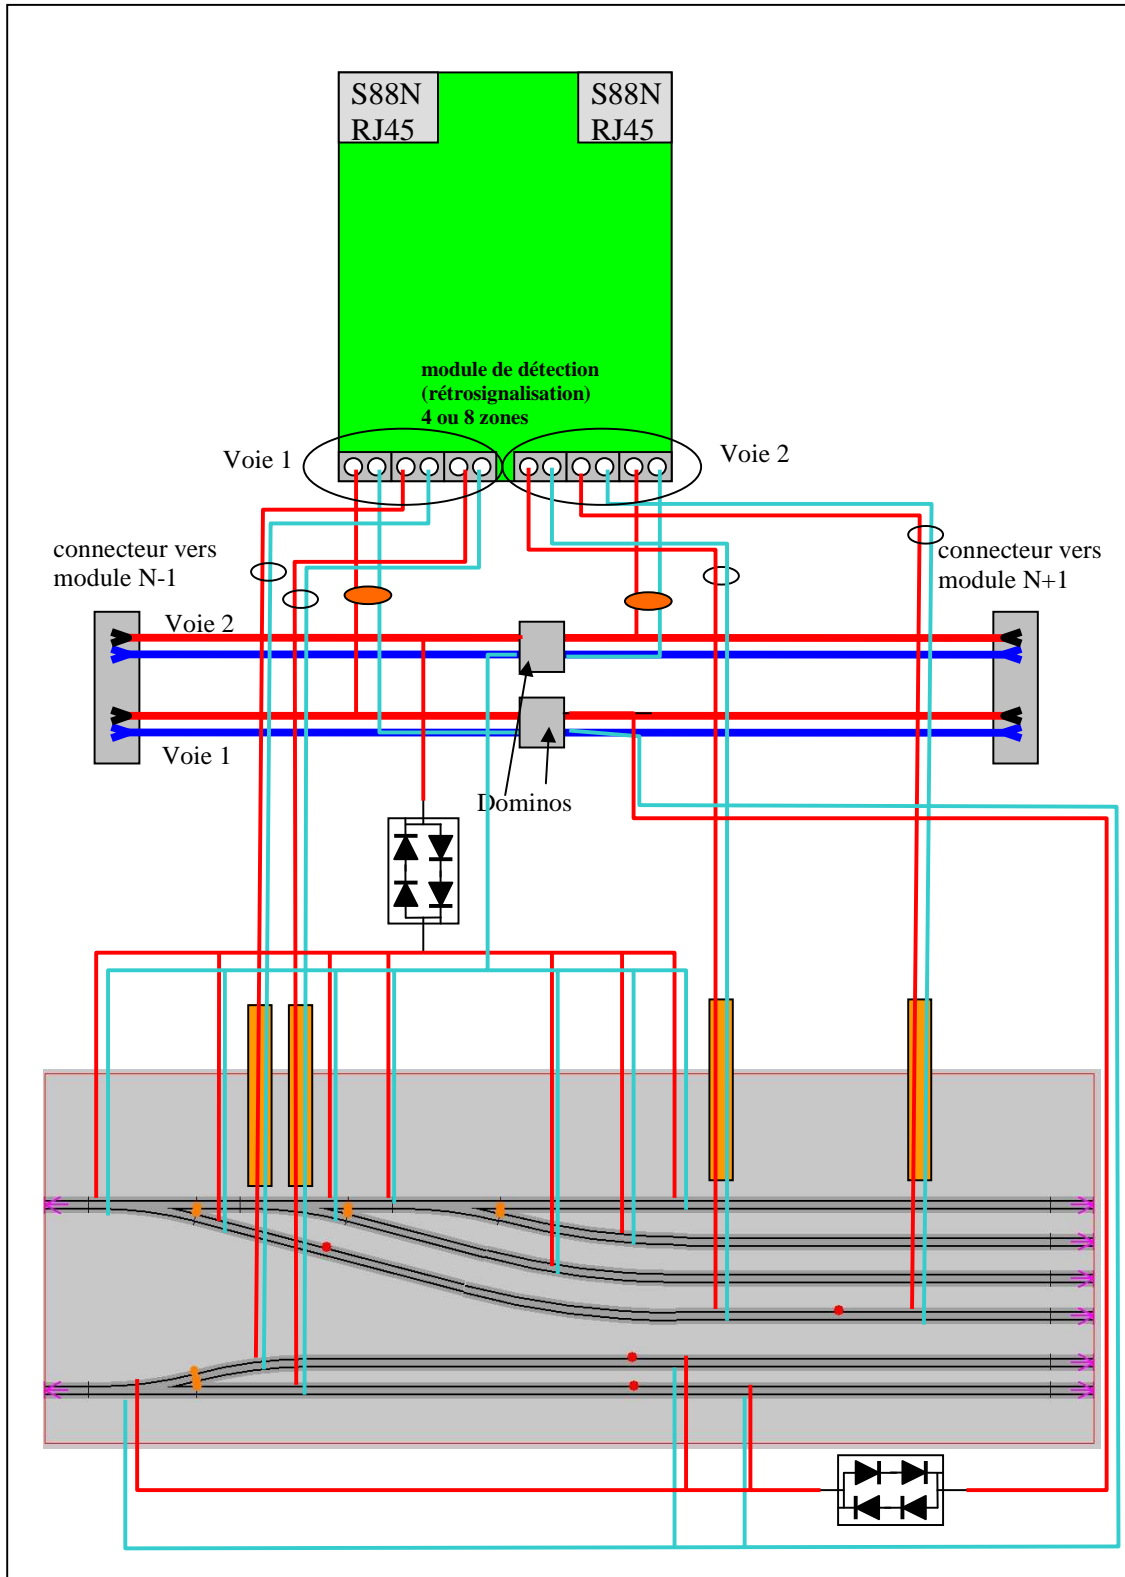 S88N
RJ45
S88N
RJ45
module de détection
(rétrosignalisation)
4 ou 8 zones
Voie 1
Voie 2
connecteur vers
module N-1
connecteur vers
module N+1
Voie 2
Voie 1
Dominos